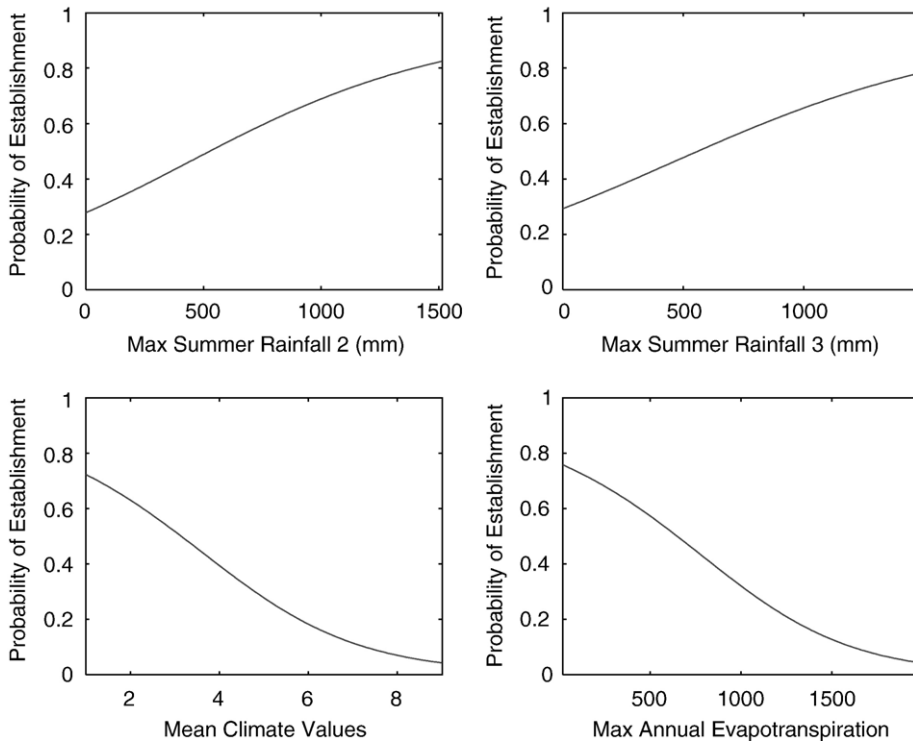 1
0.8
0.6
0.4
0.2
0
Probability of Establishment
0 500 1000 1500
Max Summer Rainfall 2 (mm)
1
0.8
0.6
0.4
0.2
0
Probability of Establishment
0 500 1000
Max Summer Rainfall 3 (mm)
1
0.8
0.6
0.4
0.2
0
Probability of Establishment
2 4 6 8
Mean Climate Values
1
0.8
0.6
0.4
0.2
0
Probability of Establishment
500 1000 1500
Max Annual Evapotranspiration